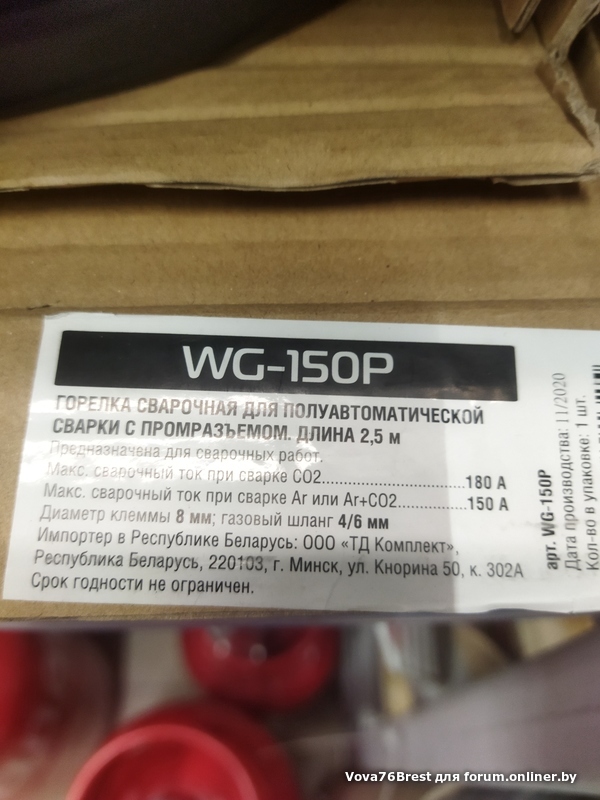 WG-150P
ГОРЕЛКА СВАРОЧНАЯ ДЛЯ ПОЛУАВТОМАТИЧЕСКОЙ
СВАРКИ С ПРОМРАЗЪЕМОМ. ДЛИНА 2,5 м
Предназначена для сварочных работ.
Макс. сварочный ток при сварке CO2........................180 А
Макс. сварочный ток при сварке Ar или Ar+CO2............150 А
Диаметр клеммы 8 мм; газовый шланг 4/6 мм
Импортер в Республике Беларусь: ООО «ТД Комплект»,
Республика Беларусь, 220103, г. Минск, ул. Кнорина 50, к. 302А
Срок годности не ограничен.
арт. WG-150P
Дата производства: 11/2020
Кол-во в упаковке: 1 шт.
Vova76Brest для forum.onliner.by